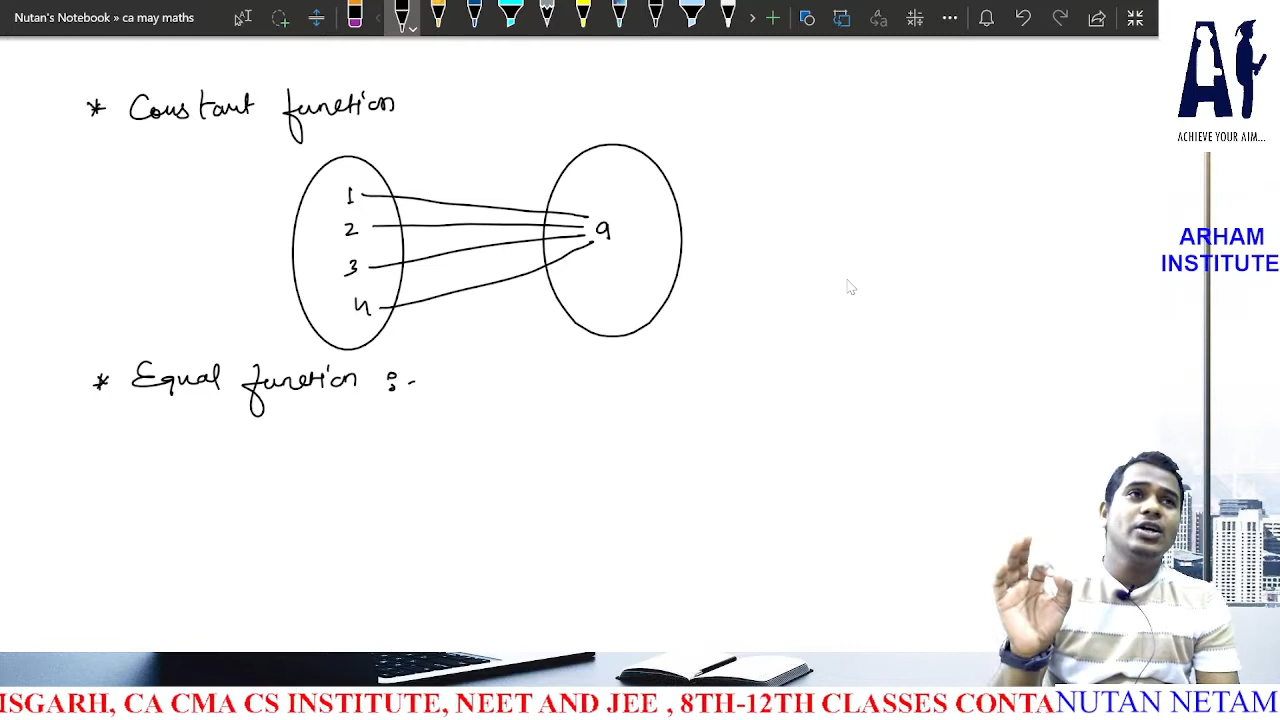 Nutan's Notebook » ca may maths
* Constant function
1
2
3
4
a
* Equal function :-
ACHIEVE YOUR AIM...
ARHAM
INSTITUTE
ISGARH, CA CMA CS INSTITUTE, NEET AND JEE , 8TH-12TH CLASSES CONTA
NUTAN NETAM